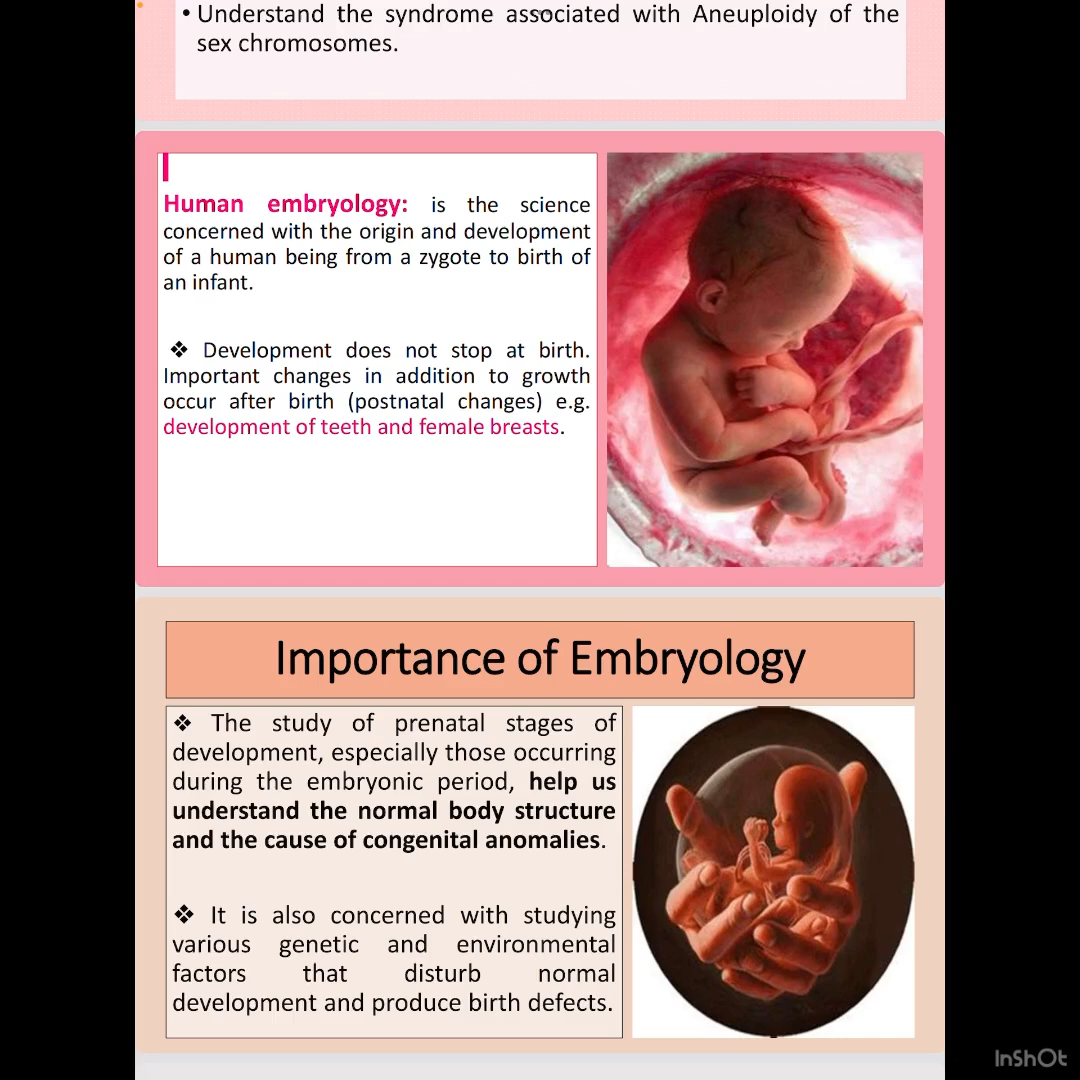 • Understand the syndrome associated with Aneuploidy of the
sex chromosomes.
Human embryology: is the science
concerned with the origin and development
of a human being from a zygote to birth of
an infant.
❖ Development does not stop at birth.
Important changes in addition to growth
occur after birth (postnatal changes) e.g.
development of teeth and female breasts.
Importance of Embryology
❖ The study of prenatal stages of
development, especially those occurring
during the embryonic period, help us
understand the normal body structure
and the cause of congenital anomalies.
❖ It is also concerned with studying
various genetic and environmental
factors that disturb normal
development and produce birth defects.
InShOt